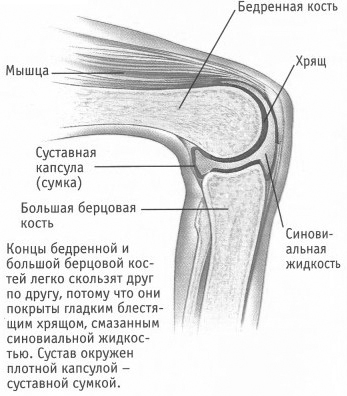 Бедренная кость
Мышца
Хрящ
Суставная
капсула
(сумка)
Большая берцовая
кость
Синови-
альная
жидкость
Концы бедренной и
большой берцовой кос-
тей легко скользят друг
по другу, потому что они
покрыты гладким блестя-
щим хрящом, смазанным
синовиальной жидкос-
тью. Сустав окружен
плотной капсулой –
суставной сумкой.